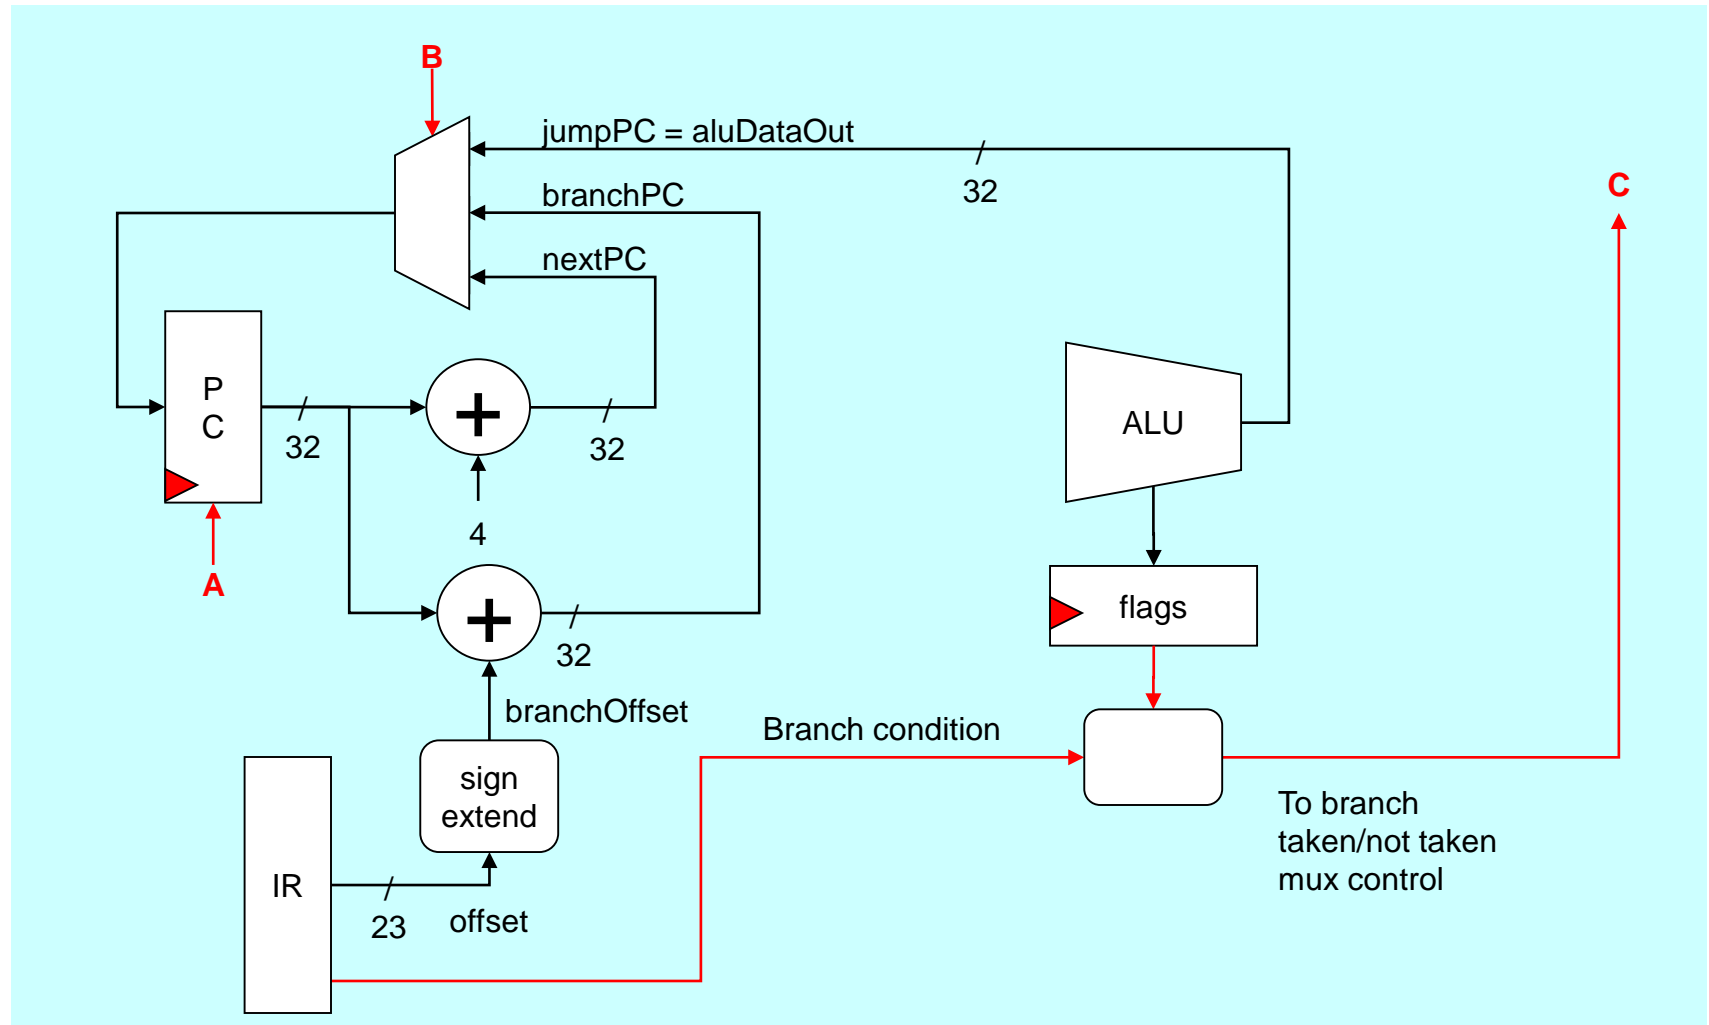 B
jumpPC = aluDataOut
32
C
branchPC
nextPC
P
C
+
32
32
4
ALU
A
+
32
flags
branchOffset
Branch condition
sign
extend
To branch
taken/not taken
mux control
IR
23
offset